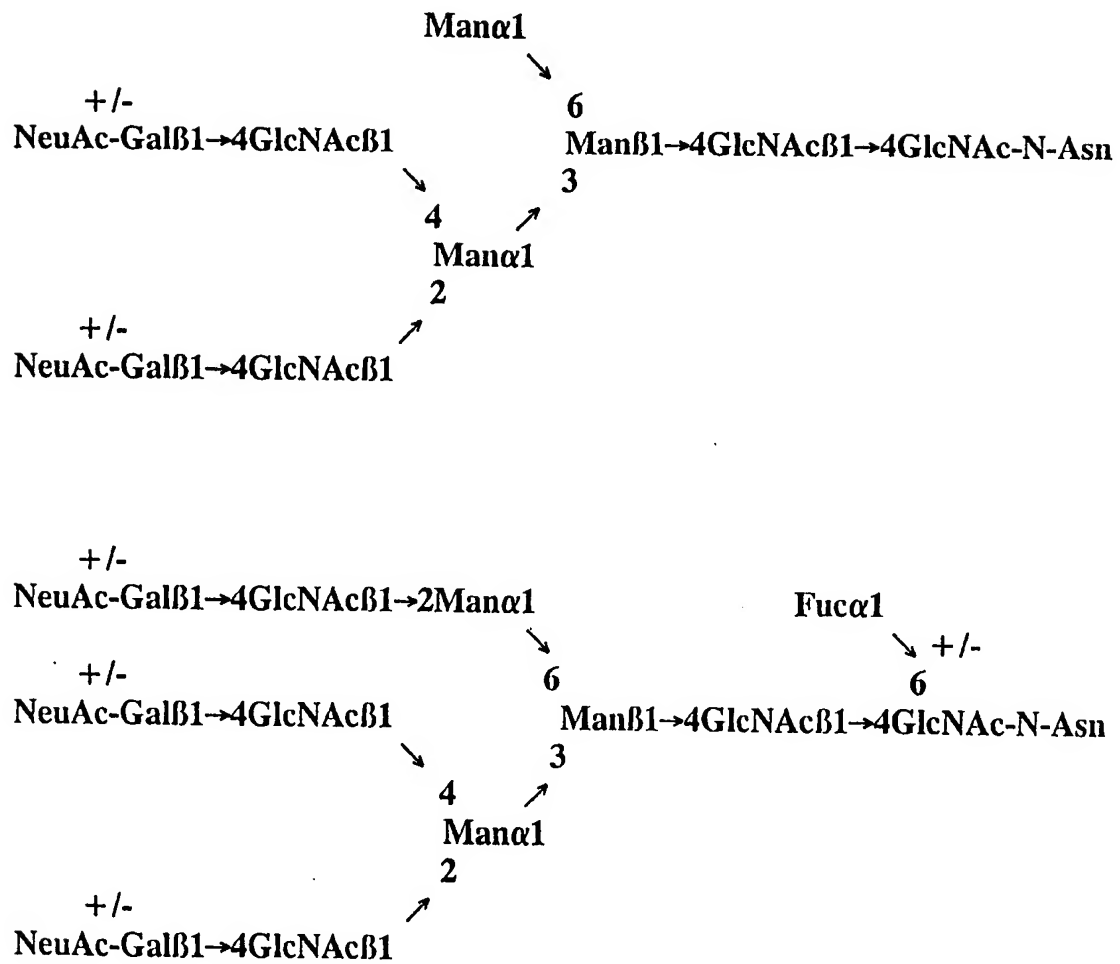 Manα1
+/-
6
NeuAc-Galß1→4GlcNAcß1
Manß1→4GlcNAcß1→4GlcNAc-N-Asn
3
4
Manα1
2
+/-
NeuAc-Galß1→4GlcNAcß1
+/-
NeuAc-Galß1→4GlcNAcß1→2Manα1
Fucα1
+/-
+/-
6
6
NeuAc-Galß1→4GlcNAcß1
Manß1→4GlcNAcß1→4GlcNAc-N-Asn
3
4
Manα1
2
+/-
NeuAc-Galß1→4GlcNAcß1